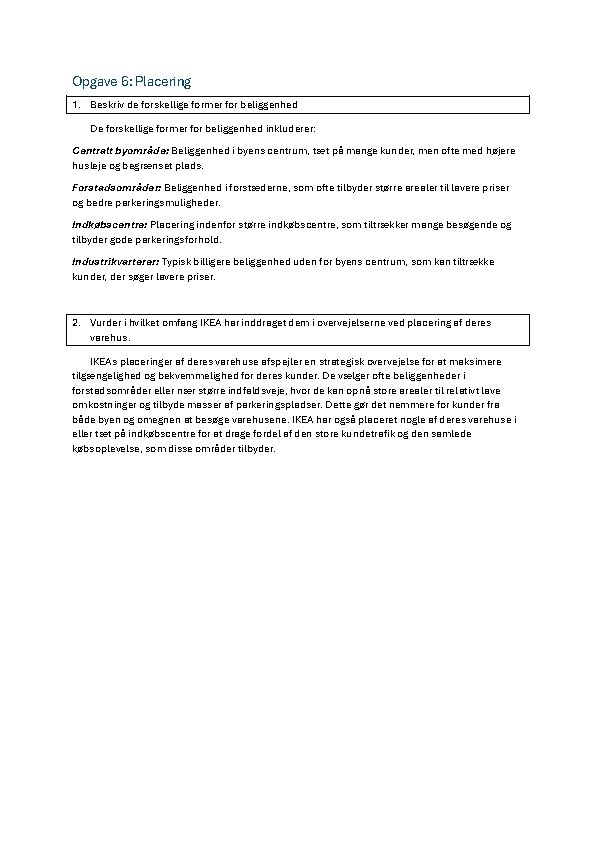 Opgave 6: Placering
1. Beskriv de forskellige former for beliggenhed
De forskellige former for beliggenhed inkluderer:
Centralt byområde: Beliggenhed i byens centrum, tæt på mange kunder, men ofte med højere
husleje og begrænset plads.
Forstadsområder: Beliggenhed i forstæderne, som ofte tilbyder større arealer til lavere priser
og bedre parkeringsmuligheder.
Indkøbscentre: Placering indenfor større indkøbscentre, som tiltrækker mange besøgende og
tilbyder gode parkeringsforhold.
Industrikvarterer: Typisk billigere beliggenhed uden for byens centrum, som kan tiltrække
kunder, der søger lavere priser.
2. Vurder i hvilket omfang IKEA har inddraget dem i overvejelserne ved placering af deres
varehus.
IKEAs placeringer af deres varehuse afspejler en strategisk overvejelse for at maksimere
tilgængelighed og bekvemmelighed for deres kunder. De vælger ofte beliggenheder i
forstadsområder eller nær større indfaldsveje, hvor de kan opnå store arealer til relativt lave
omkostninger og tilbyde masser af parkeringspladser. Dette gør det nemmere for kunder fra
både byen og omegnen at besøge varehusene. IKEA har også placeret nogle af deres varehuse i
eller tæt på indkøbscentre for at drage fordel af den store kundetrafik og den samlede
købsoplevelse, som disse områder tilbyder.